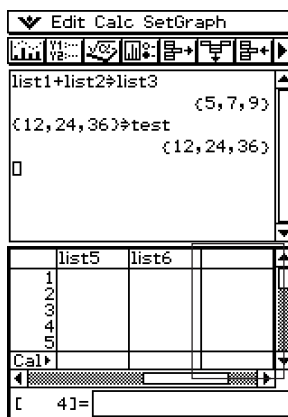 Edit Calc SetGraph
list1+list2➔list3
{5,7,9}
{12,24,36}➔test
{12,24,36}
list5 list6
1
2
3
4
5
Cal▸
[ 4]=